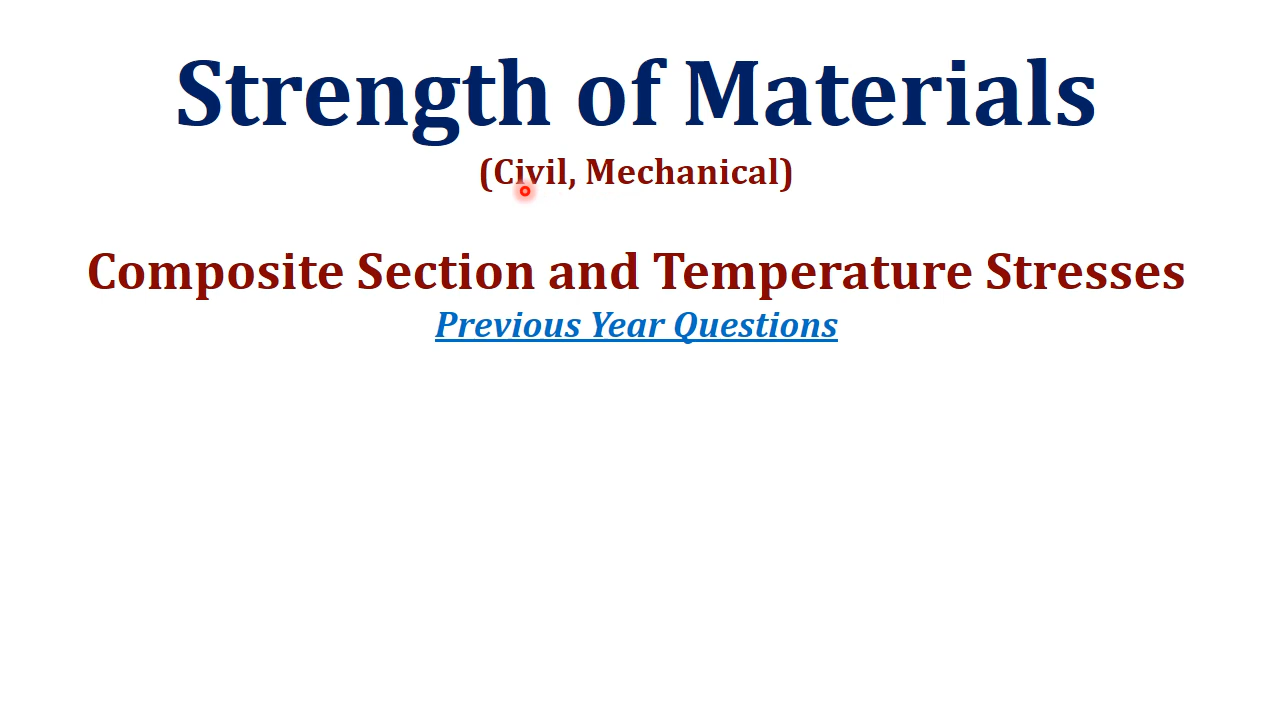 Strength of Materials
(Civil, Mechanical)
Composite Section and Temperature Stresses
Previous Year Questions